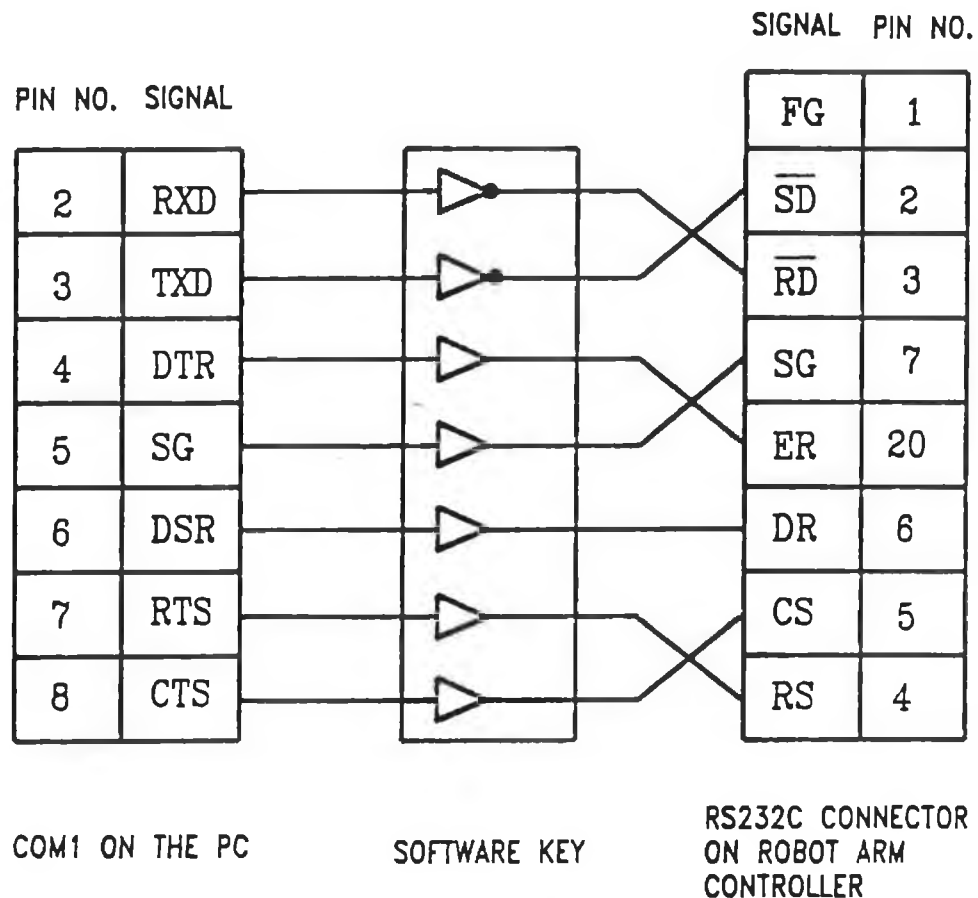 SIGNAL PIN NO.
PIN NO. SIGNAL
FG 1
2 RXD S̅D̅ 2
3 TXD R̅D̅ 3
4 DTR SG 7
5 SG ER 20
6 DSR DR 6
7 RTS CS 5
8 CTS RS 4
COM1 ON THE PC
SOFTWARE KEY
RS232C CONNECTOR
ON ROBOT ARM
CONTROLLER